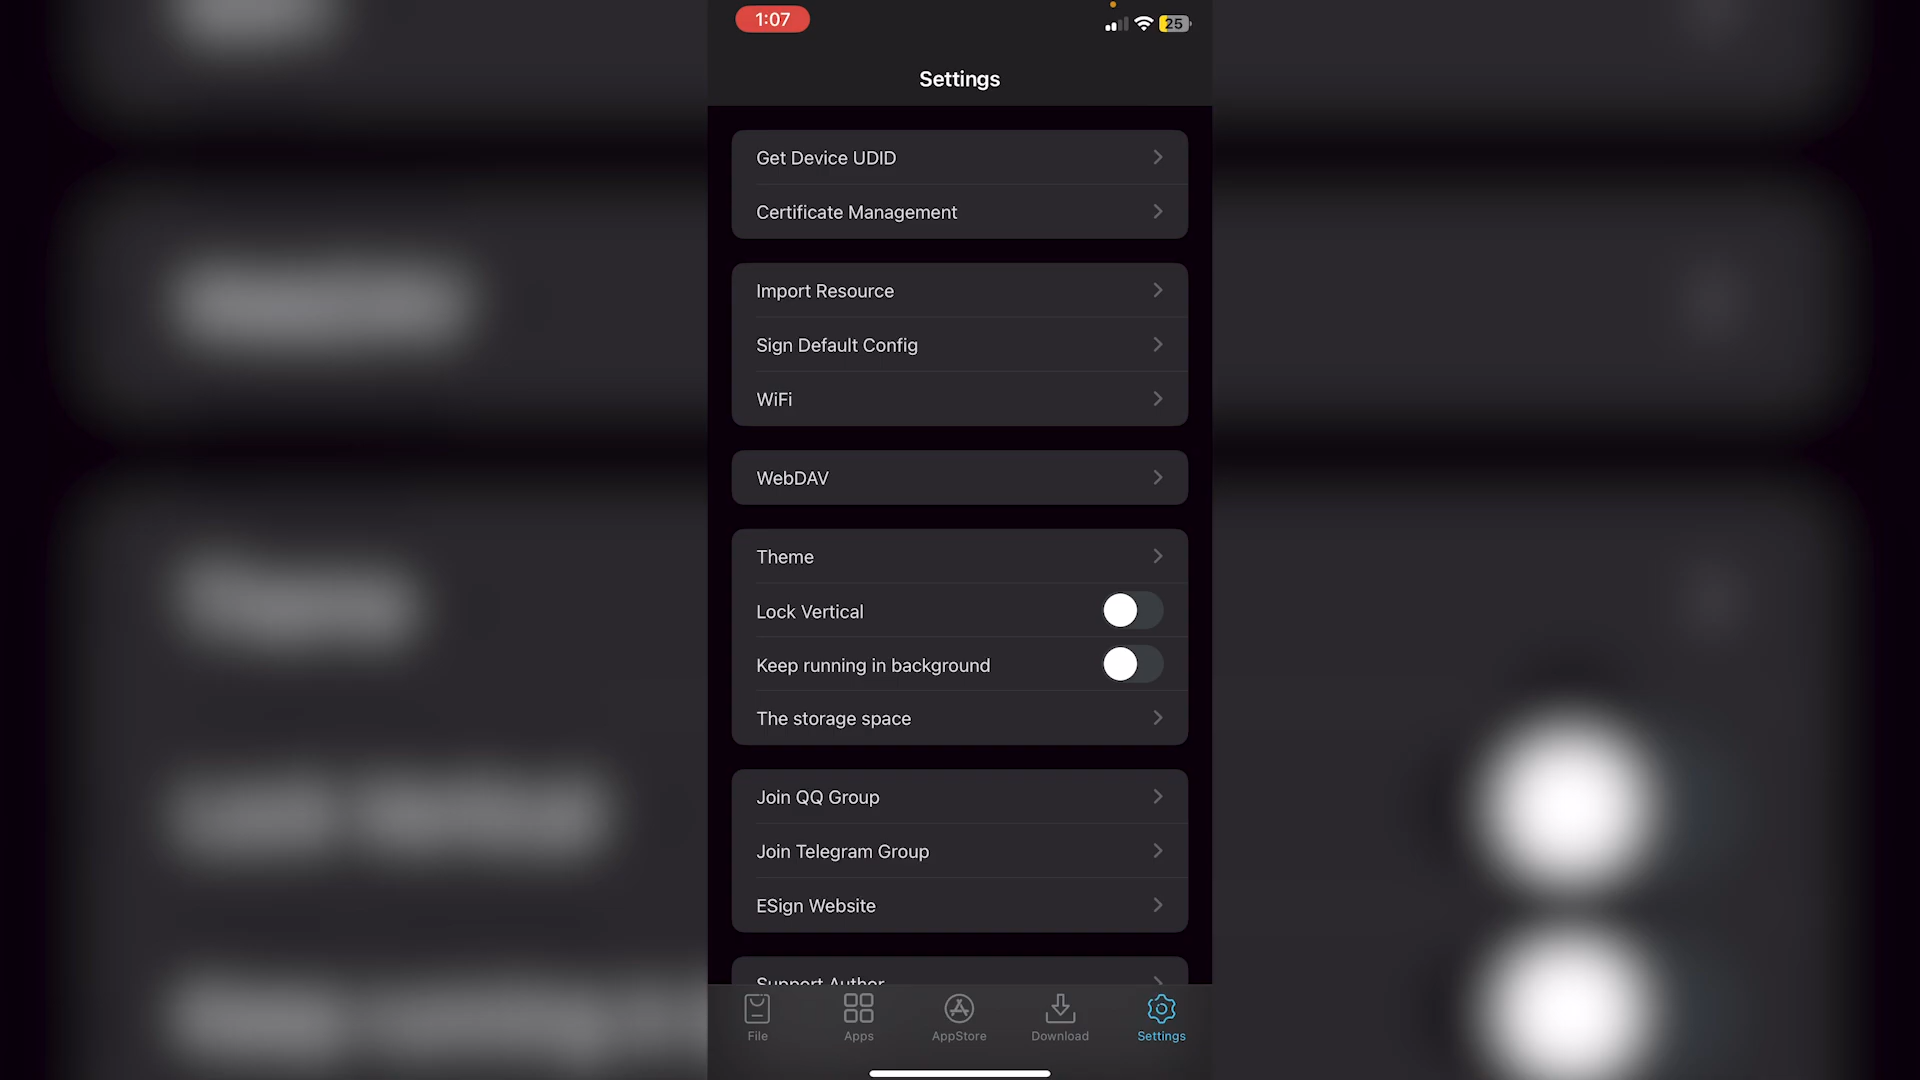 1:07
25
Settings
Get Device UDID
Certificate Management
Import Resource
Sign Default Config
WiFi
WebDAV
Theme
Lock Vertical
Keep running in background
The storage space
Join QQ Group
Join Telegram Group
ESign Website
Support Author
File
Apps
AppStore
Download
Settings